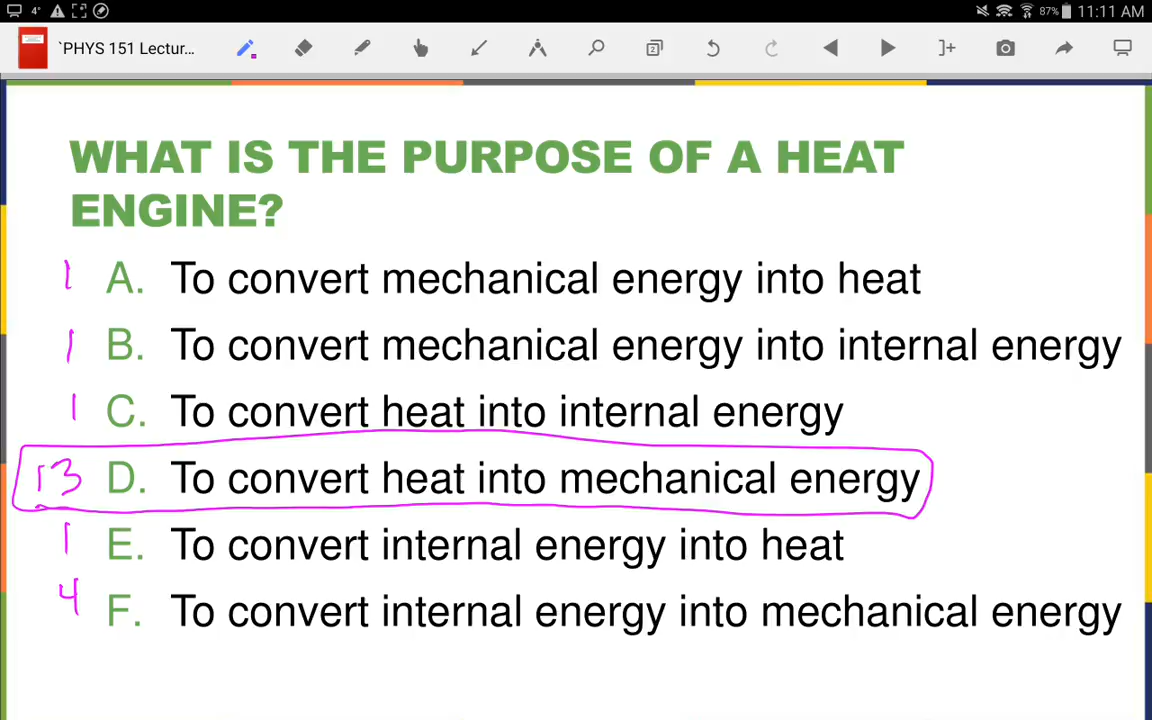 4° 87% 11:11 AM
`PHYS 151 Lectur... 2
WHAT IS THE PURPOSE OF A HEAT
ENGINE?
1 A. To convert mechanical energy into heat
1 B. To convert mechanical energy into internal energy
1 C. To convert heat into internal energy
13 D. To convert heat into mechanical energy
1 E. To convert internal energy into heat
4 F. To convert internal energy into mechanical energy